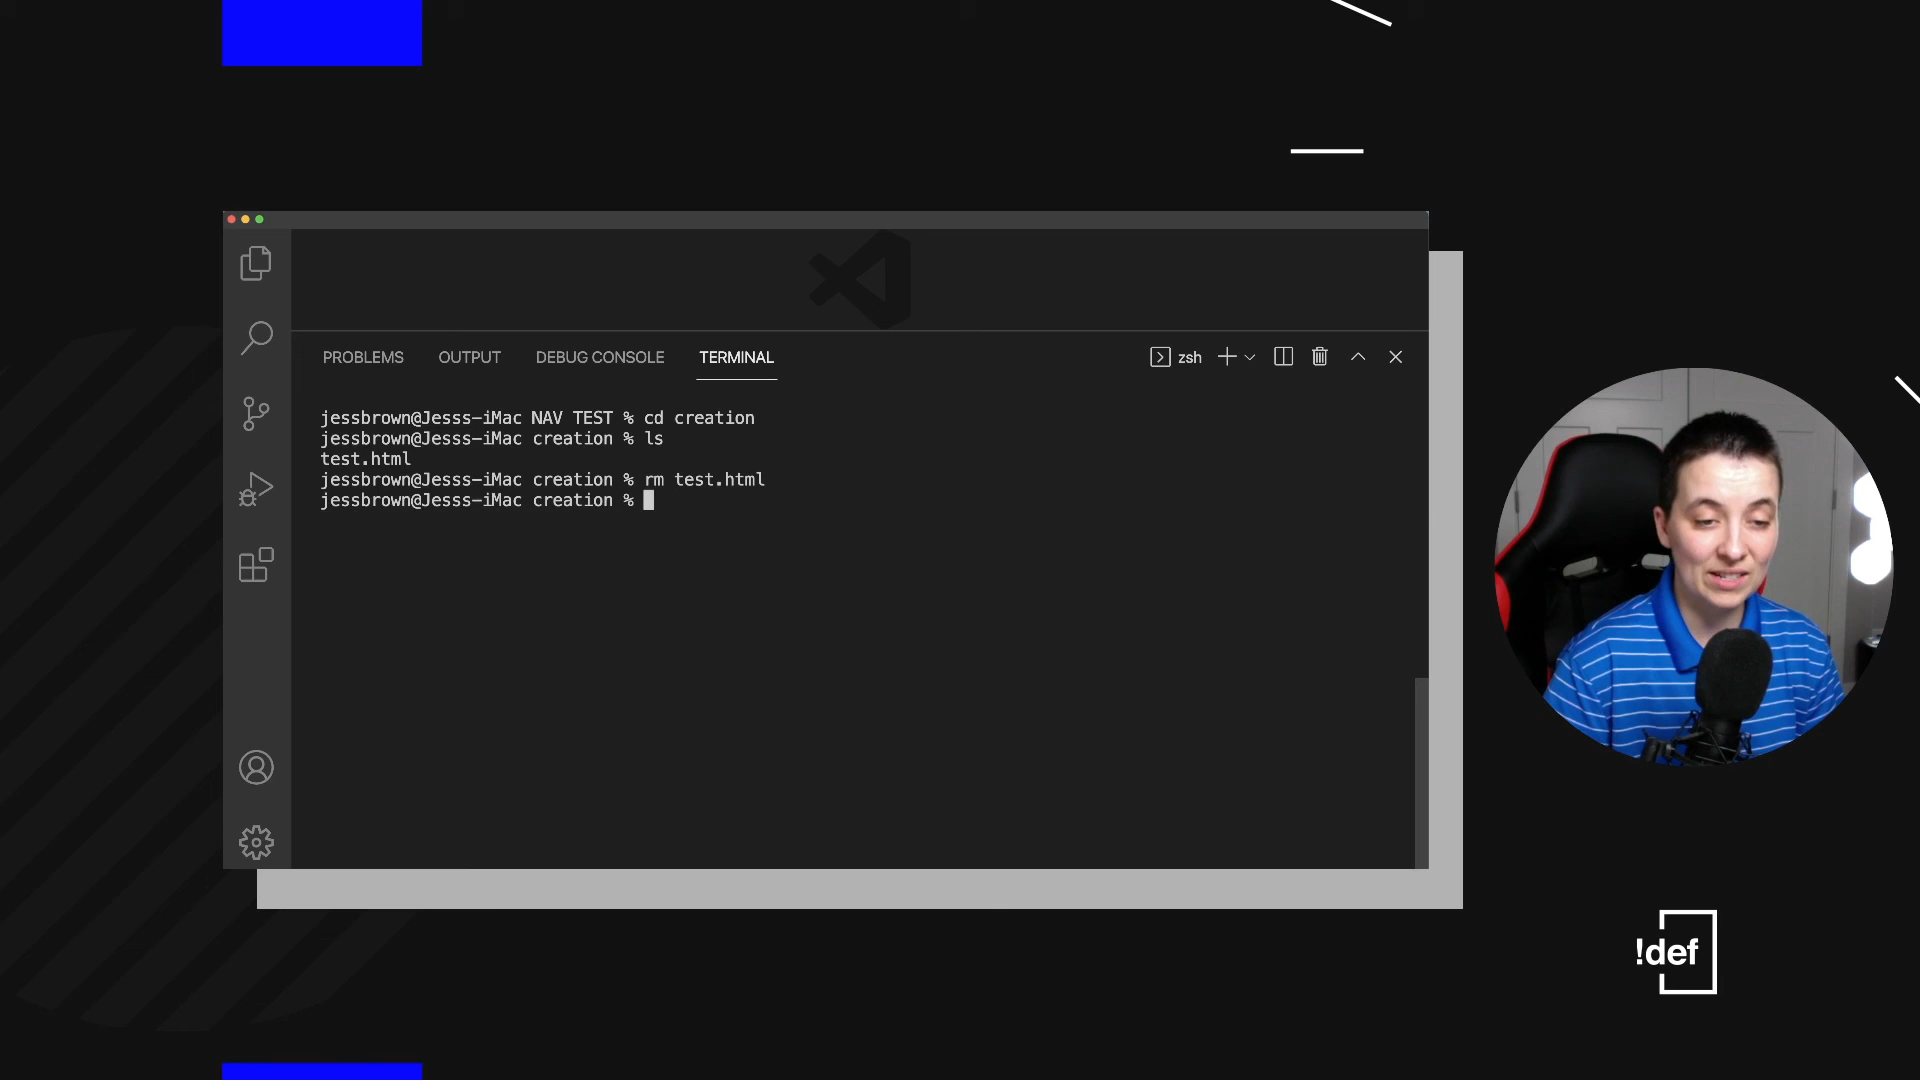 PROBLEMS OUTPUT DEBUG CONSOLE TERMINAL zsh
jessbrown@Jesss-iMac NAV TEST % cd creation
jessbrown@Jesss-iMac creation % ls
test.html
jessbrown@Jesss-iMac creation % rm test.html
jessbrown@Jesss-iMac creation %
!def